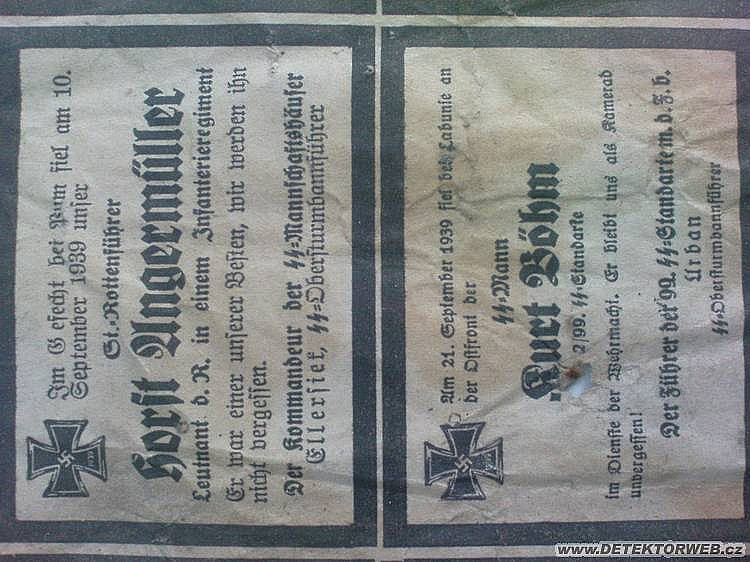 Im Gefecht bei Ram fiel am 10.
September 1939 unser
St.=Rottenführer
Horst Angermüller
Leutnant d. R. in einem Infanterieregiment
Er war einer unserer Besten, wir werden ihn
nicht vergessen.
Der Kommandeur der SS=Mannschaftshäuser
Ellersiek, SS=Obersturmbannführer
1939
Am 21. September 1939 fiel bei Labunie an
der Ostfront der
SS=Mann
Kurt Böhm
2/99. SS=Standarte
im Dienste der Wehrmacht. Er bleibt uns als Kamerad
unvergessen!
Der Führer der 99. SS=Standarte m. d. F. b.
Urban
SS=Obersturmbannführer
www.DETEKTORWEB.cz